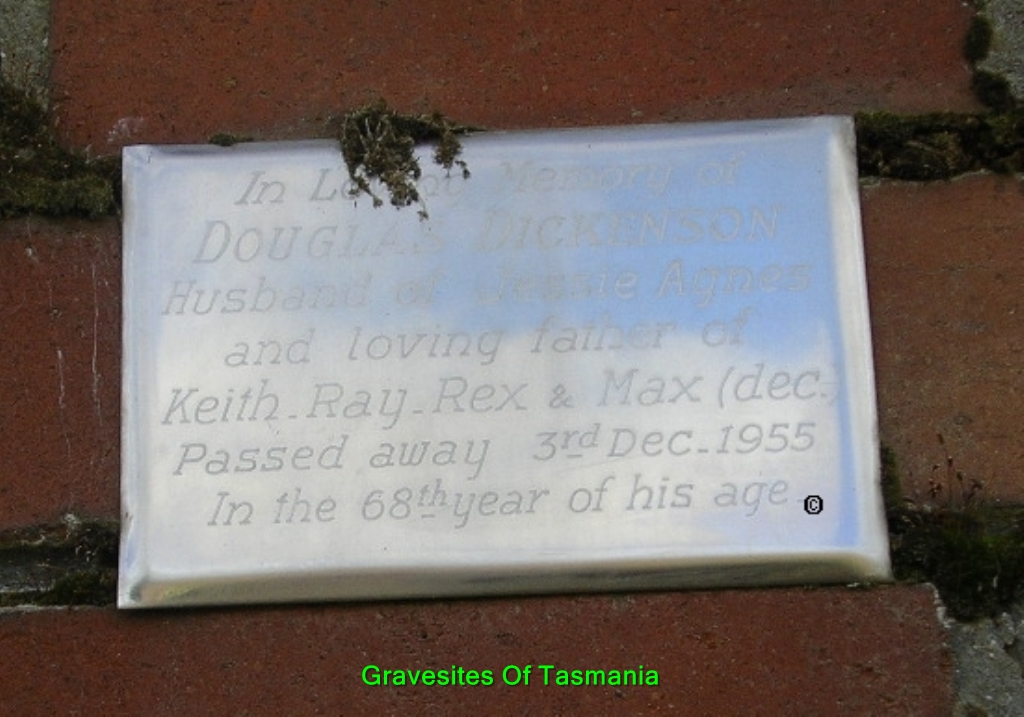 In Loving Memory of
DOUGLAS DICKENSON
Husband of Jessie Agnes
and loving father of
Keith-Ray-Rex & Max (dec.)
Passed away 3rd Dec.-1955
In the 68th year of his age
©
Gravesites Of Tasmania